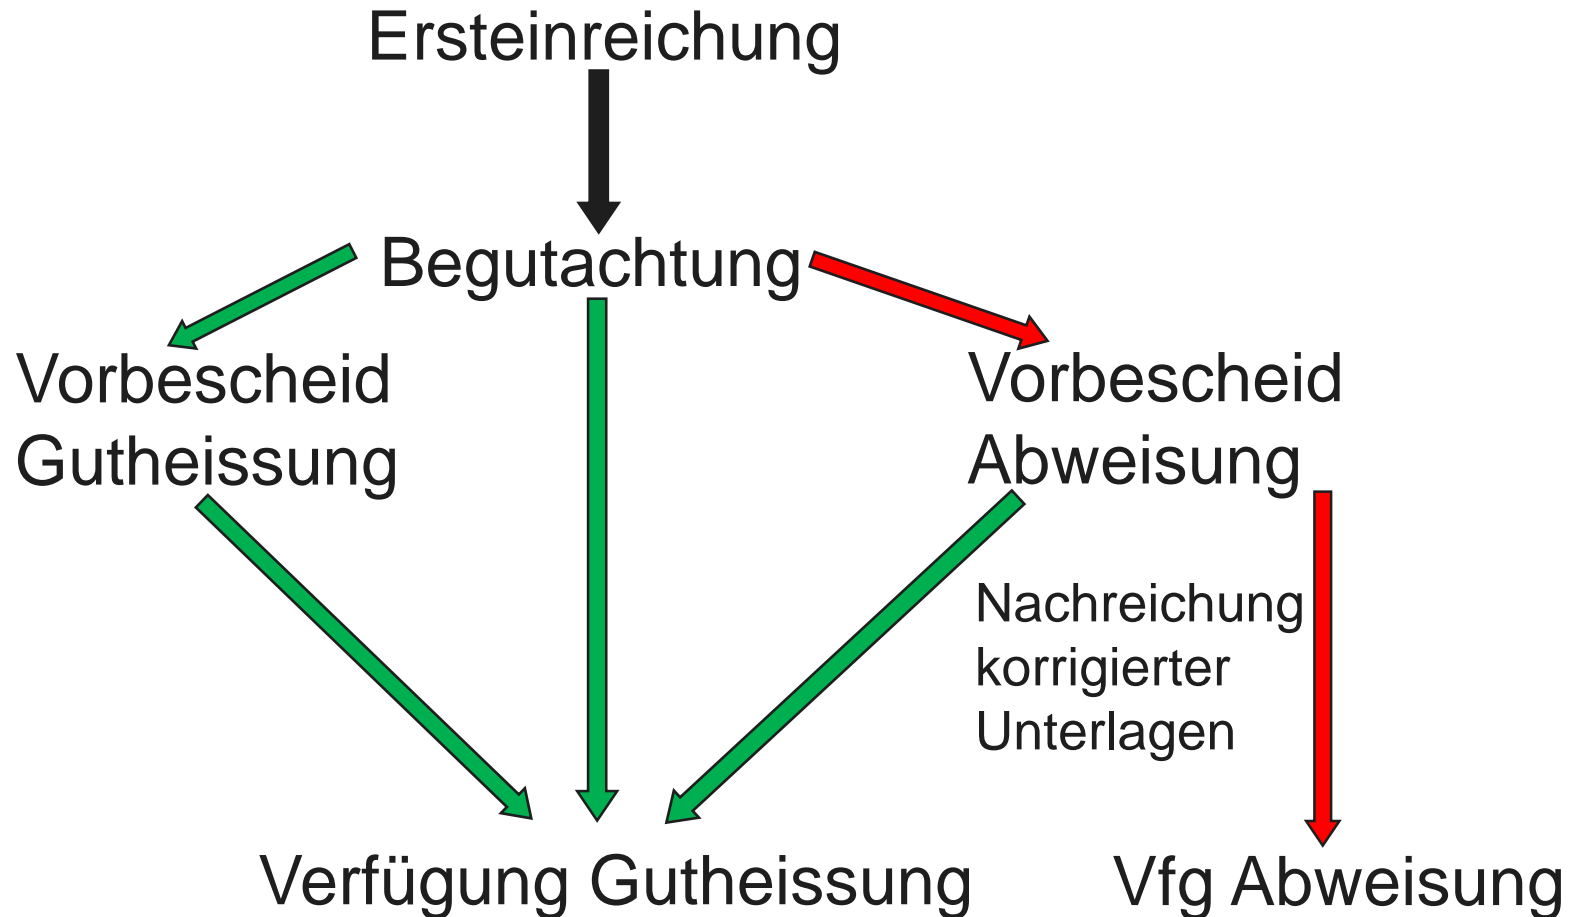 Ersteinreichung
Begutachtung
Vorbescheid
Gutheissung
Vorbescheid
Abweisung
Nachreichung
korrigierter
Unterlagen
Verfügung Gutheissung
Vfg Abweisung